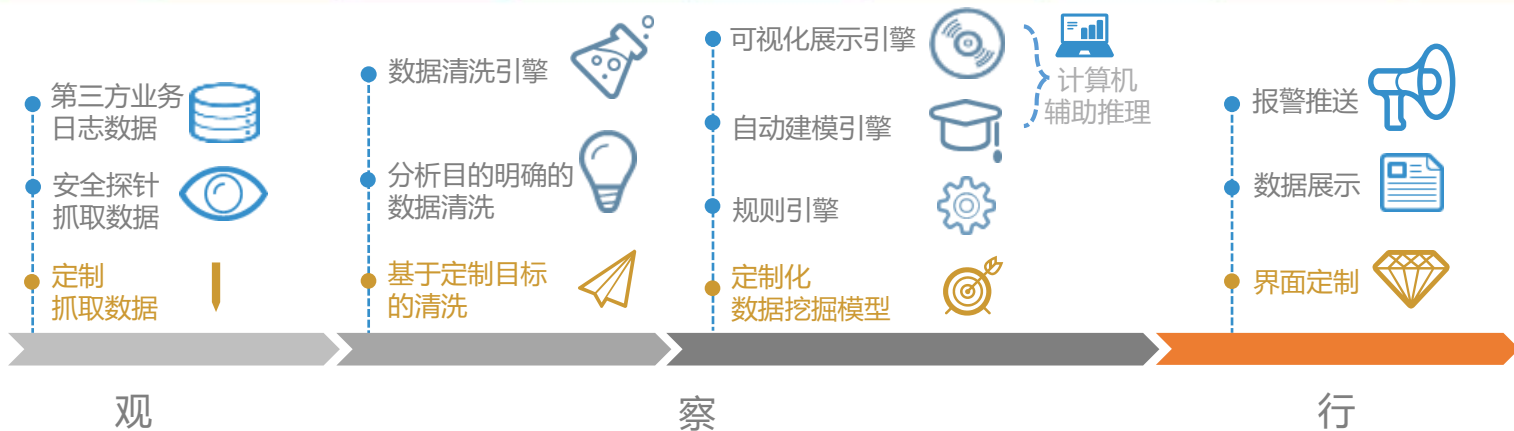 第三方业务
日志数据
安全探针
抓取数据
定制
抓取数据
数据清洗引擎
分析目的明确的
数据清洗
基于定制目标
的清洗
可视化展示引擎
自动建模引擎
规则引擎
定制化
数据挖掘模型
计算机
辅助推理
报警推送
数据展示
界面定制
观
察
行